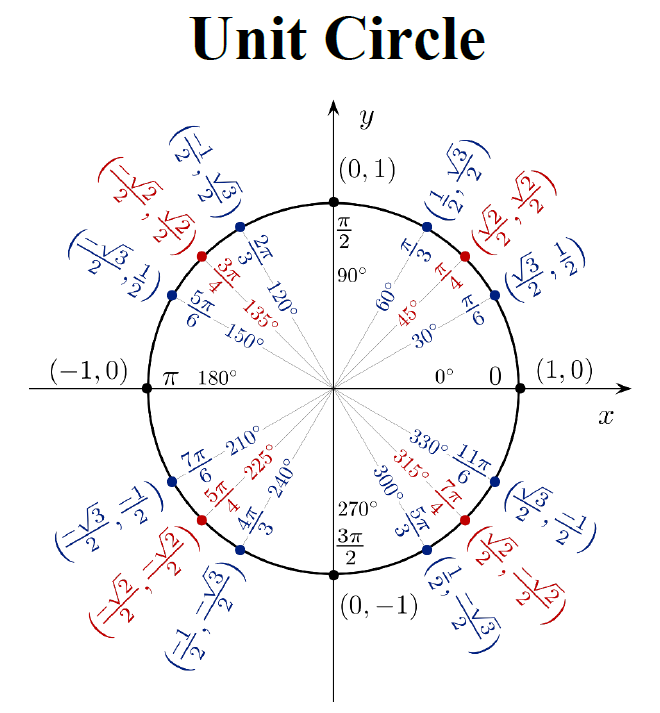 Unit Circle
y
(0, 1)
(-1/2, √3/2)
(1/2, √3/2)
(-√2/2, √2/2)
(√2/2, √2/2)
(-√3/2, 1/2)
(√3/2, 1/2)
π/2
90°
2π/3
120°
π/3
60°
3π/4
135°
π/4
45°
5π/6
150°
π/6
30°
(-1, 0)
π
180°
0°
0
(1, 0)
x
7π/6
210°
330°
11π/6
5π/4
225°
315°
7π/4
4π/3
240°
300°
5π/3
270°
3π/2
(-√3/2, -1/2)
(√3/2, -1/2)
(-√2/2, -√2/2)
(√2/2, -√2/2)
(-1/2, -√3/2)
(1/2, -√3/2)
(0, -1)